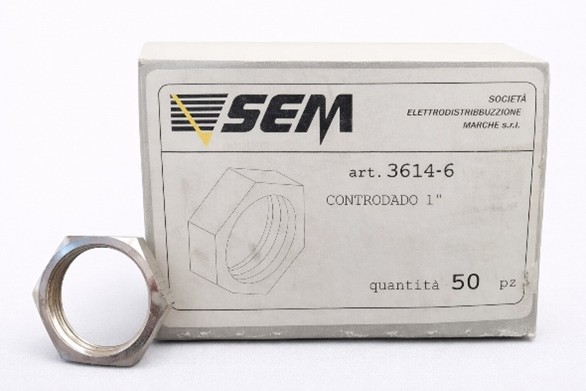 SEM
SOCIETÀ
ELETTRODISTRIBBUZZIONE
MARCHE s.r.l.
art. 3614-6
CONTRODADO 1"
quantità 50 pz